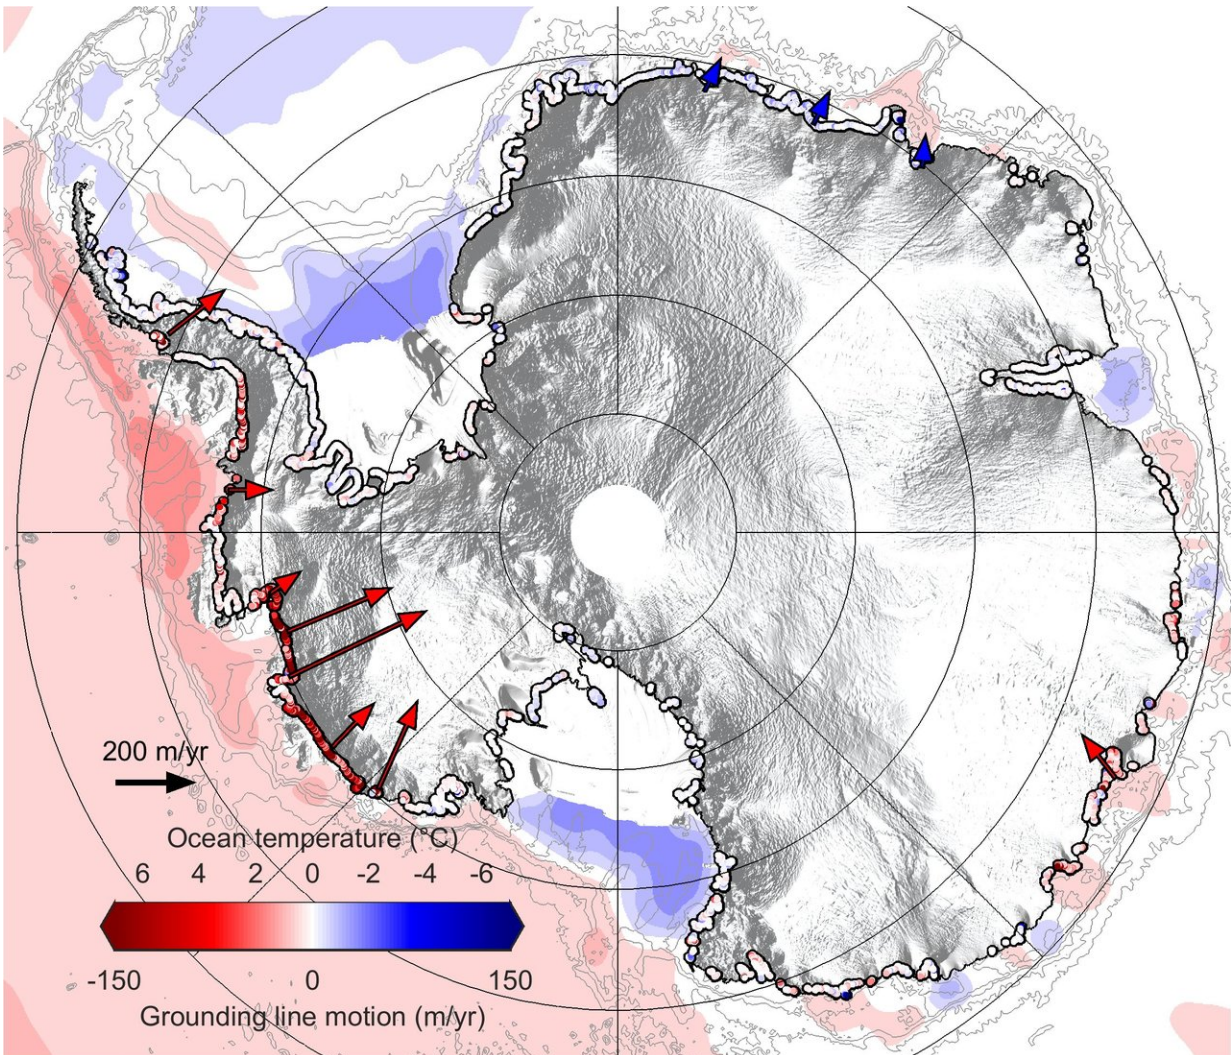 200 m/yr
Ocean temperature (°C)
6 4 2 0 -2 -4 -6
-150 0 150
Grounding line motion (m/yr)